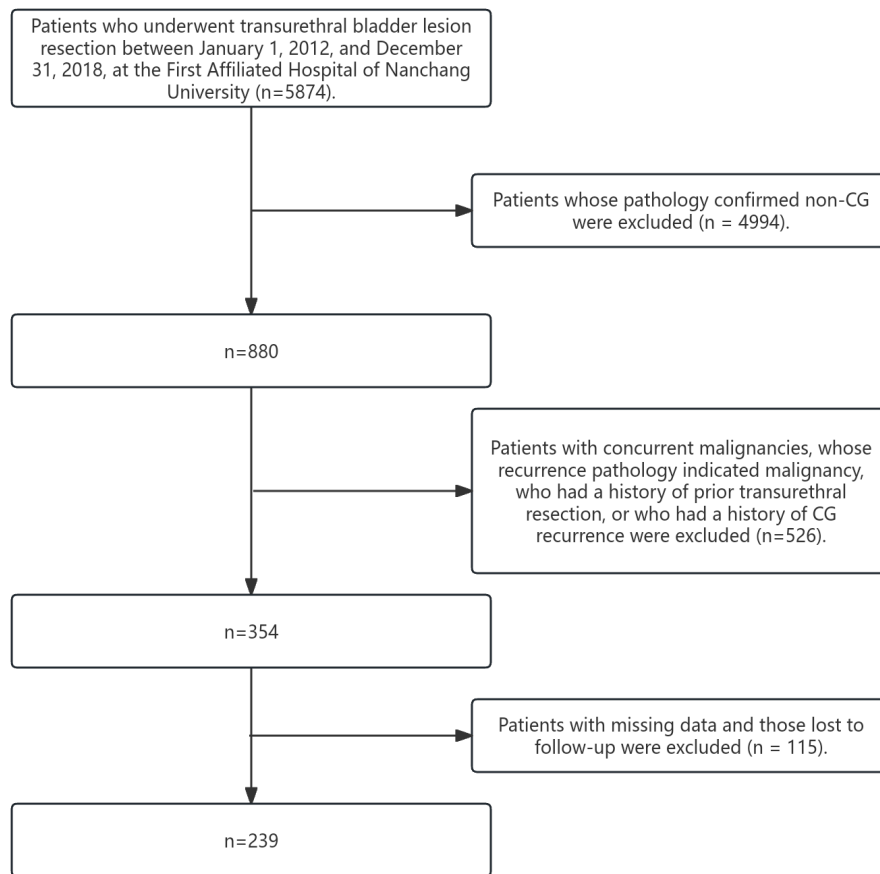 Patients who underwent transurethral bladder lesion
resection between January 1, 2012, and December
31, 2018, at the First Affiliated Hospital of Nanchang
University (n=5874).
Patients whose pathology confirmed non-CG
were excluded (n = 4994).
n=880
Patients with concurrent malignancies, whose
recurrence pathology indicated malignancy,
who had a history of prior transurethral
resection, or who had a history of CG
recurrence were excluded (n=526).
n=354
Patients with missing data and those lost to
follow-up were excluded (n = 115).
n=239